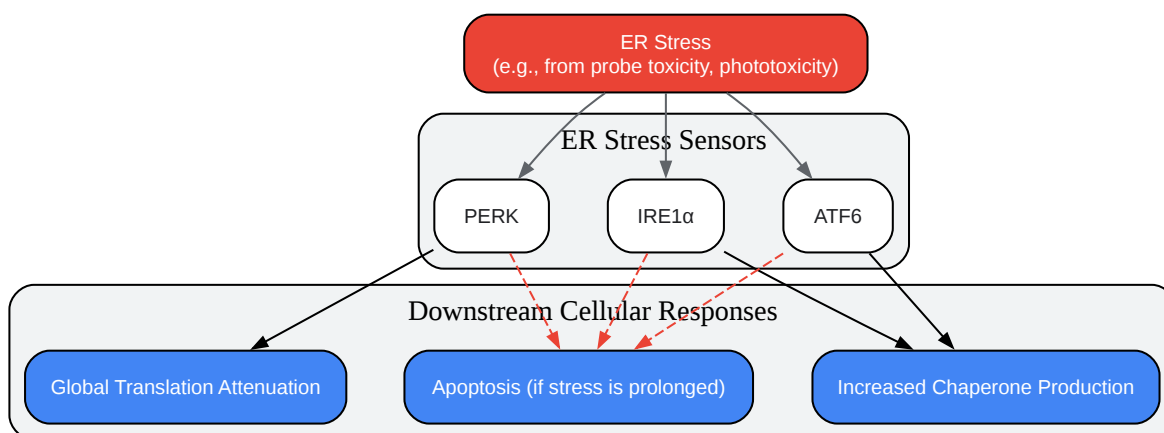 ER Stress
(e.g., from probe toxicity, phototoxicity)
ER Stress Sensors
PERK
IRE1α
ATF6
Downstream Cellular Responses
Global Translation Attenuation
Apoptosis (if stress is prolonged)
Increased Chaperone Production